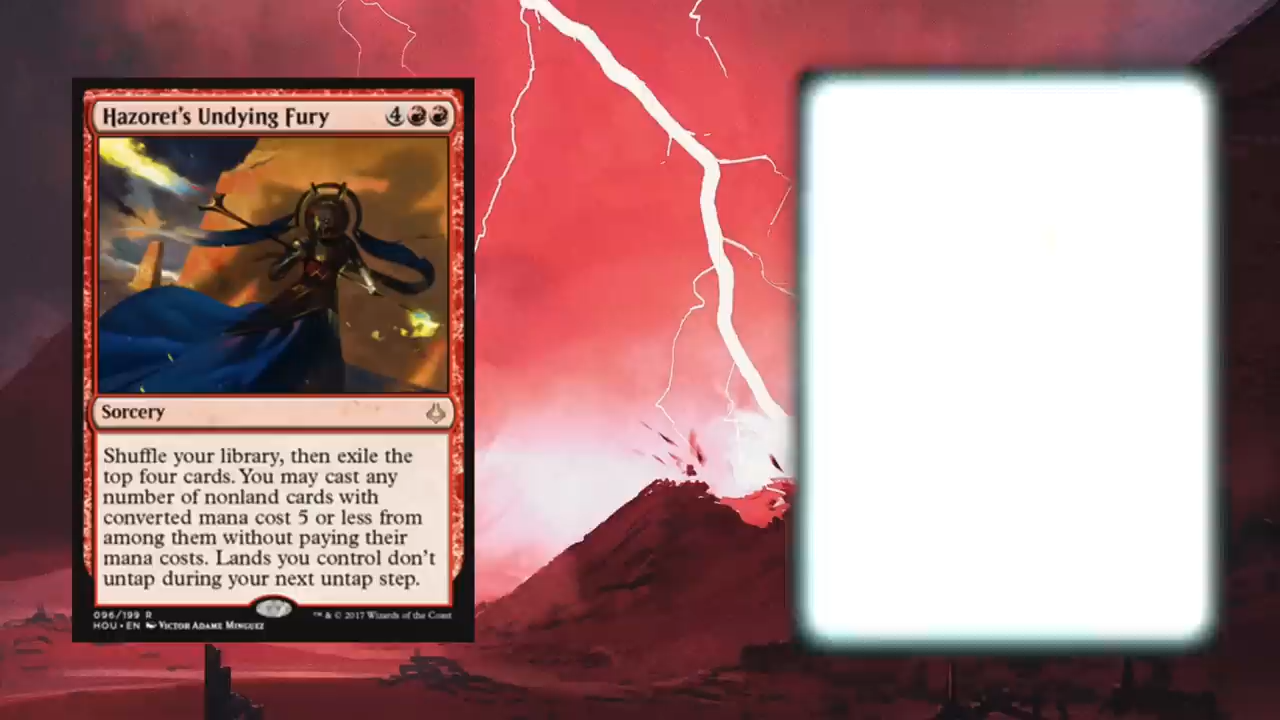 Hazoret's Undying Fury 4
Sorcery
Shuffle your library, then exile the
top four cards. You may cast any
number of nonland cards with
converted mana cost 5 or less from
among them without paying their
mana costs. Lands you control don't
untap during your next untap step.
096/199 R
™ & © 2017 Wizards of the Coast
HOU • EN Victor Adame Minguez